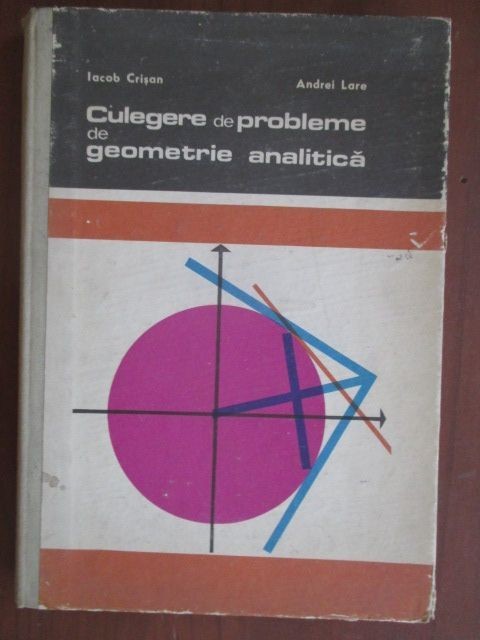 Iacob Crişan
Andrei Lare
Culegere de probleme
de
geometrie analitică